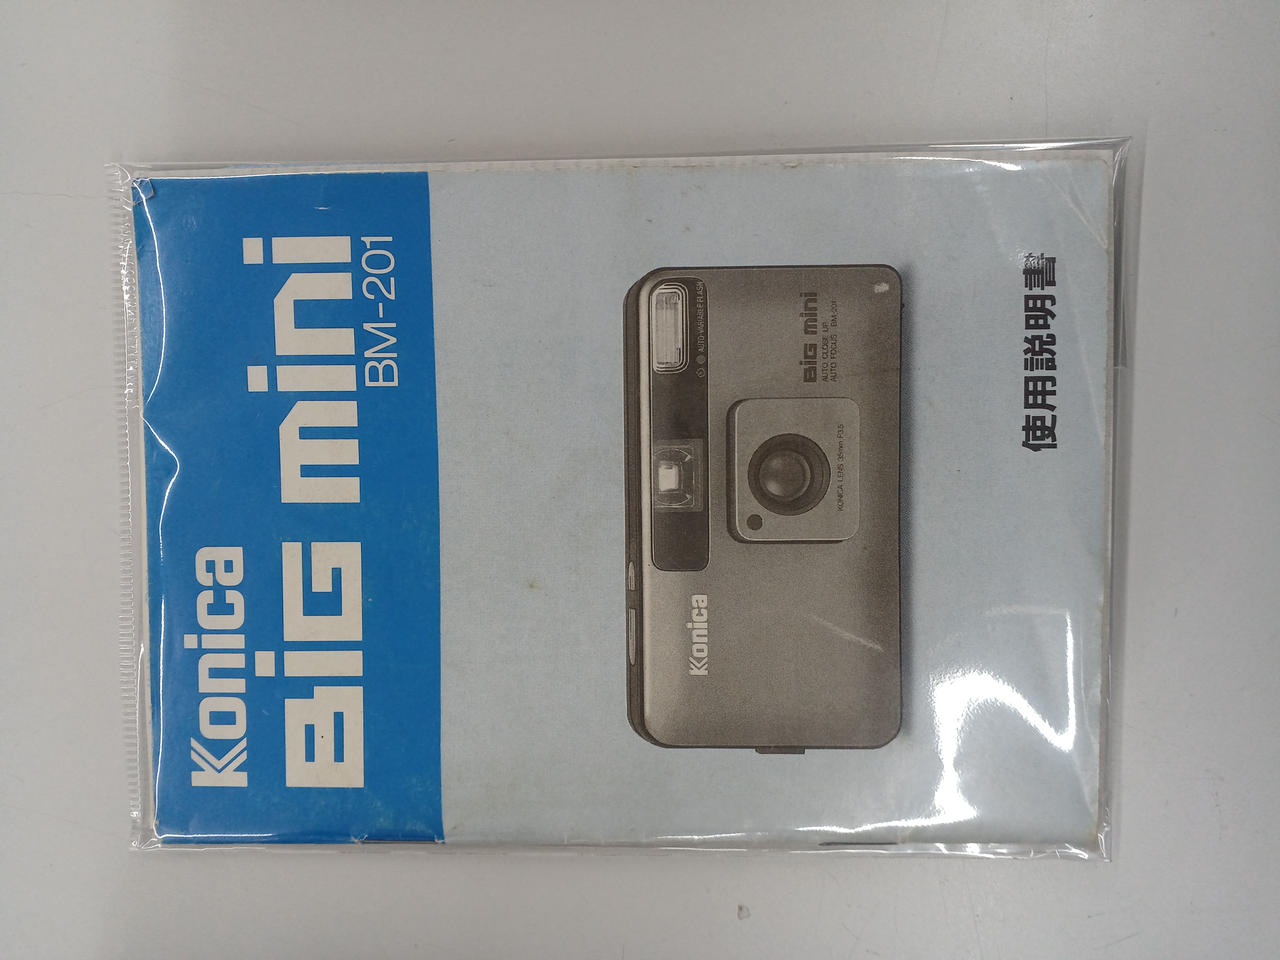 Konica
BiG mini
BM-201
AUTO VARIABLE FLASH
BiG mini
AUTO CLOSE UP
AUTO FOCUS BM-201
KONICA LENS 35mm F3.5
Konica
使用説明書